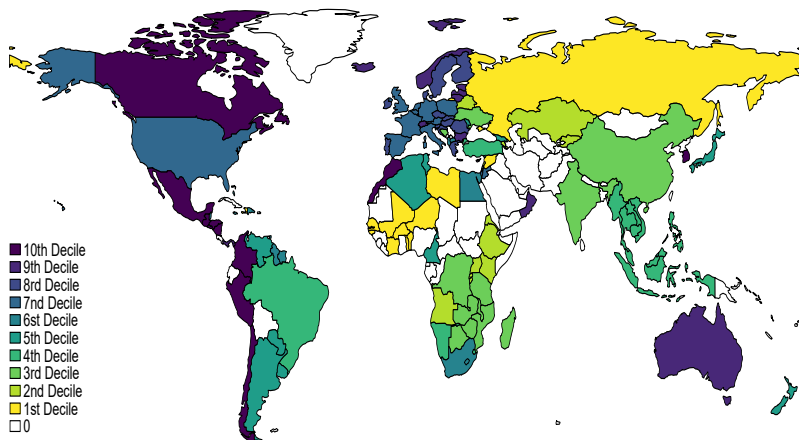 10th Decile
9th Decile
8rd Decile
7nd Decile
6st Decile
5th Decile
4th Decile
3rd Decile
2nd Decile
1st Decile
0